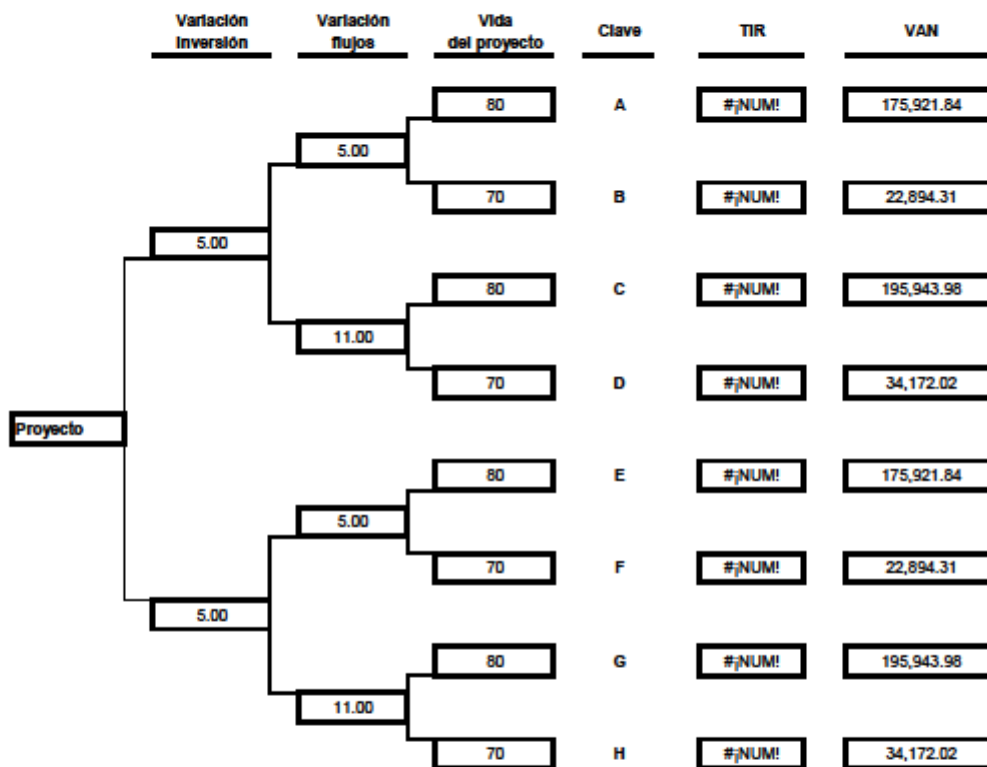 Variación Variación Vida
inversión flujos del proyecto Clave TIR VAN
80 A #¡NUM! 175,921.84
5.00
70 B #¡NUM! 22,894.31
5.00
80 C #¡NUM! 195,943.98
11.00
70 D #¡NUM! 34,172.02
Proyecto
80 E #¡NUM! 175,921.84
5.00
70 F #¡NUM! 22,894.31
5.00
80 G #¡NUM! 195,943.98
11.00
70 H #¡NUM! 34,172.02